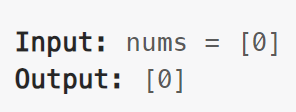 Input: nums = [0]
Output: [0]